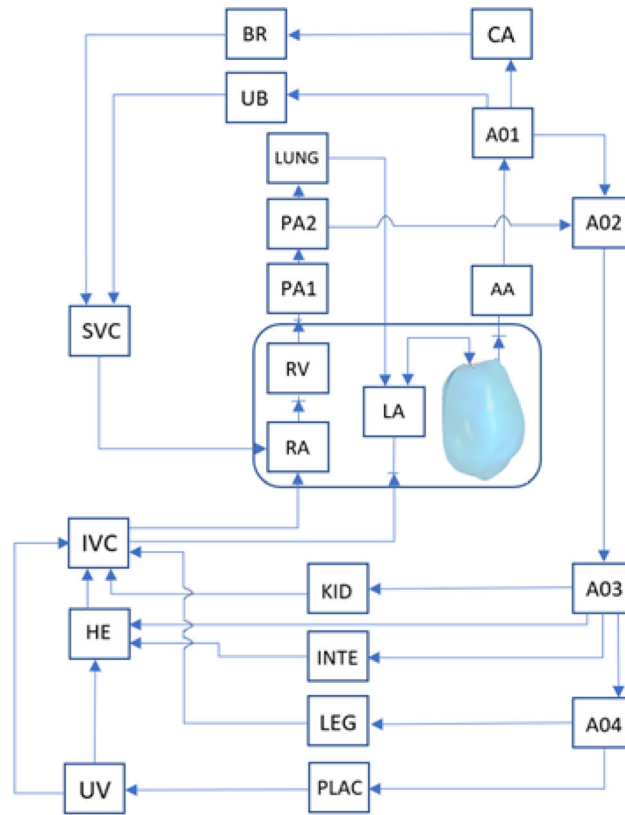 BR
CA
UB
A01
LUNG
PA2
A02
PA1
AA
SVC
RV
LA
RA
IVC
KID
A03
HE
INTE
LEG
A04
UV
PLAC